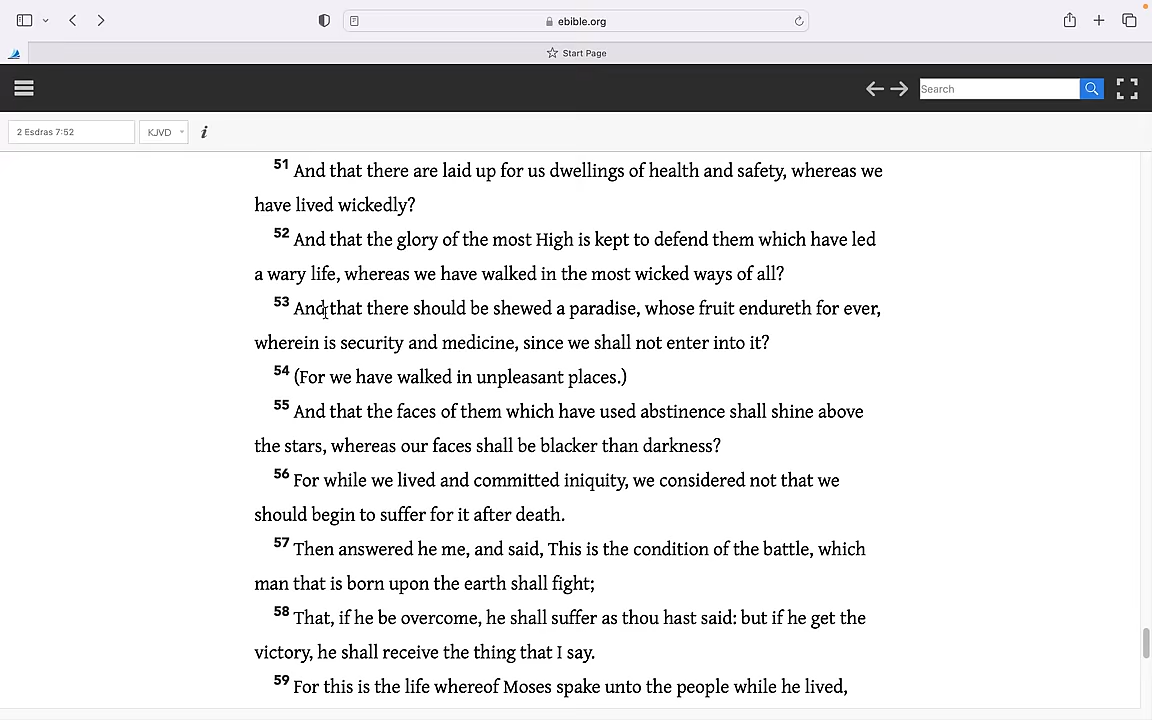 ebible.org
Start Page
Search
2 Esdras 7:52
KJVD
i
51 And that there are laid up for us dwellings of health and safety, whereas we
have lived wickedly?
52 And that the glory of the most High is kept to defend them which have led
a wary life, whereas we have walked in the most wicked ways of all?
53 And that there should be shewed a paradise, whose fruit endureth for ever,
wherein is security and medicine, since we shall not enter into it?
54 (For we have walked in unpleasant places.)
55 And that the faces of them which have used abstinence shall shine above
the stars, whereas our faces shall be blacker than darkness?
56 For while we lived and committed iniquity, we considered not that we
should begin to suffer for it after death.
57 Then answered he me, and said, This is the condition of the battle, which
man that is born upon the earth shall fight;
58 That, if he be overcome, he shall suffer as thou hast said: but if he get the
victory, he shall receive the thing that I say.
59 For this is the life whereof Moses spake unto the people while he lived,